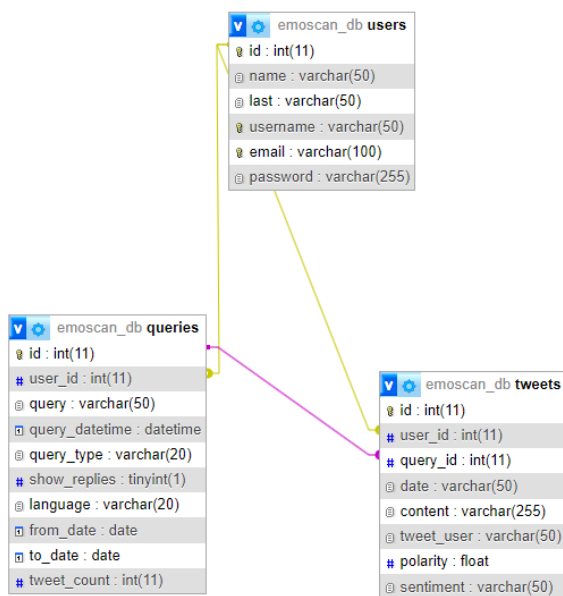 V emoscan_db users
id : int(11)
name : varchar(50)
last : varchar(50)
username : varchar(50)
email : varchar(100)
password : varchar(255)
V emoscan_db queries
id : int(11)
# user_id : int(11)
query : varchar(50)
query_datetime : datetime
query_type : varchar(20)
# show_replies : tinyint(1)
language : varchar(20)
from_date : date
to_date : date
# tweet_count : int(11)
V emoscan_db tweets
id : int(11)
# user_id : int(11)
# query_id : int(11)
date : varchar(50)
content : varchar(255)
tweet_user : varchar(50)
# polarity : float
sentiment : varchar(50)